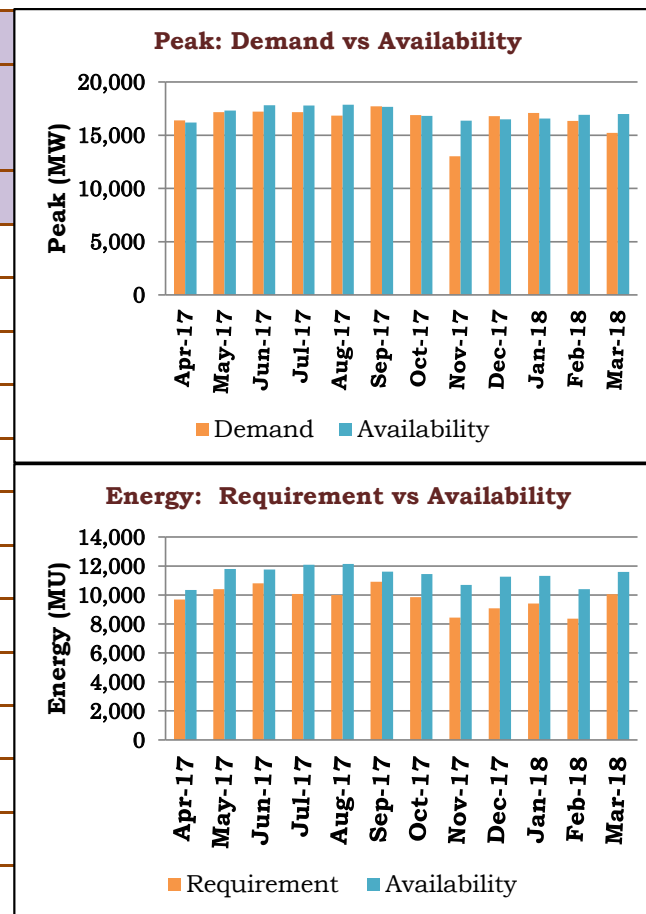 Peak: Demand vs Availability
20,000
15,000
10,000
5,000
0
Peak (MW)
Apr-17
May-17
Jun-17
Jul-17
Aug-17
Sep-17
Oct-17
Nov-17
Dec-17
Jan-18
Feb-18
Mar-18
Demand Availability
Energy: Requirement vs Availability
14,000
12,000
10,000
8,000
6,000
4,000
2,000
0
Energy (MU)
Apr-17
May-17
Jun-17
Jul-17
Aug-17
Sep-17
Oct-17
Nov-17
Dec-17
Jan-18
Feb-18
Mar-18
Requirement Availability